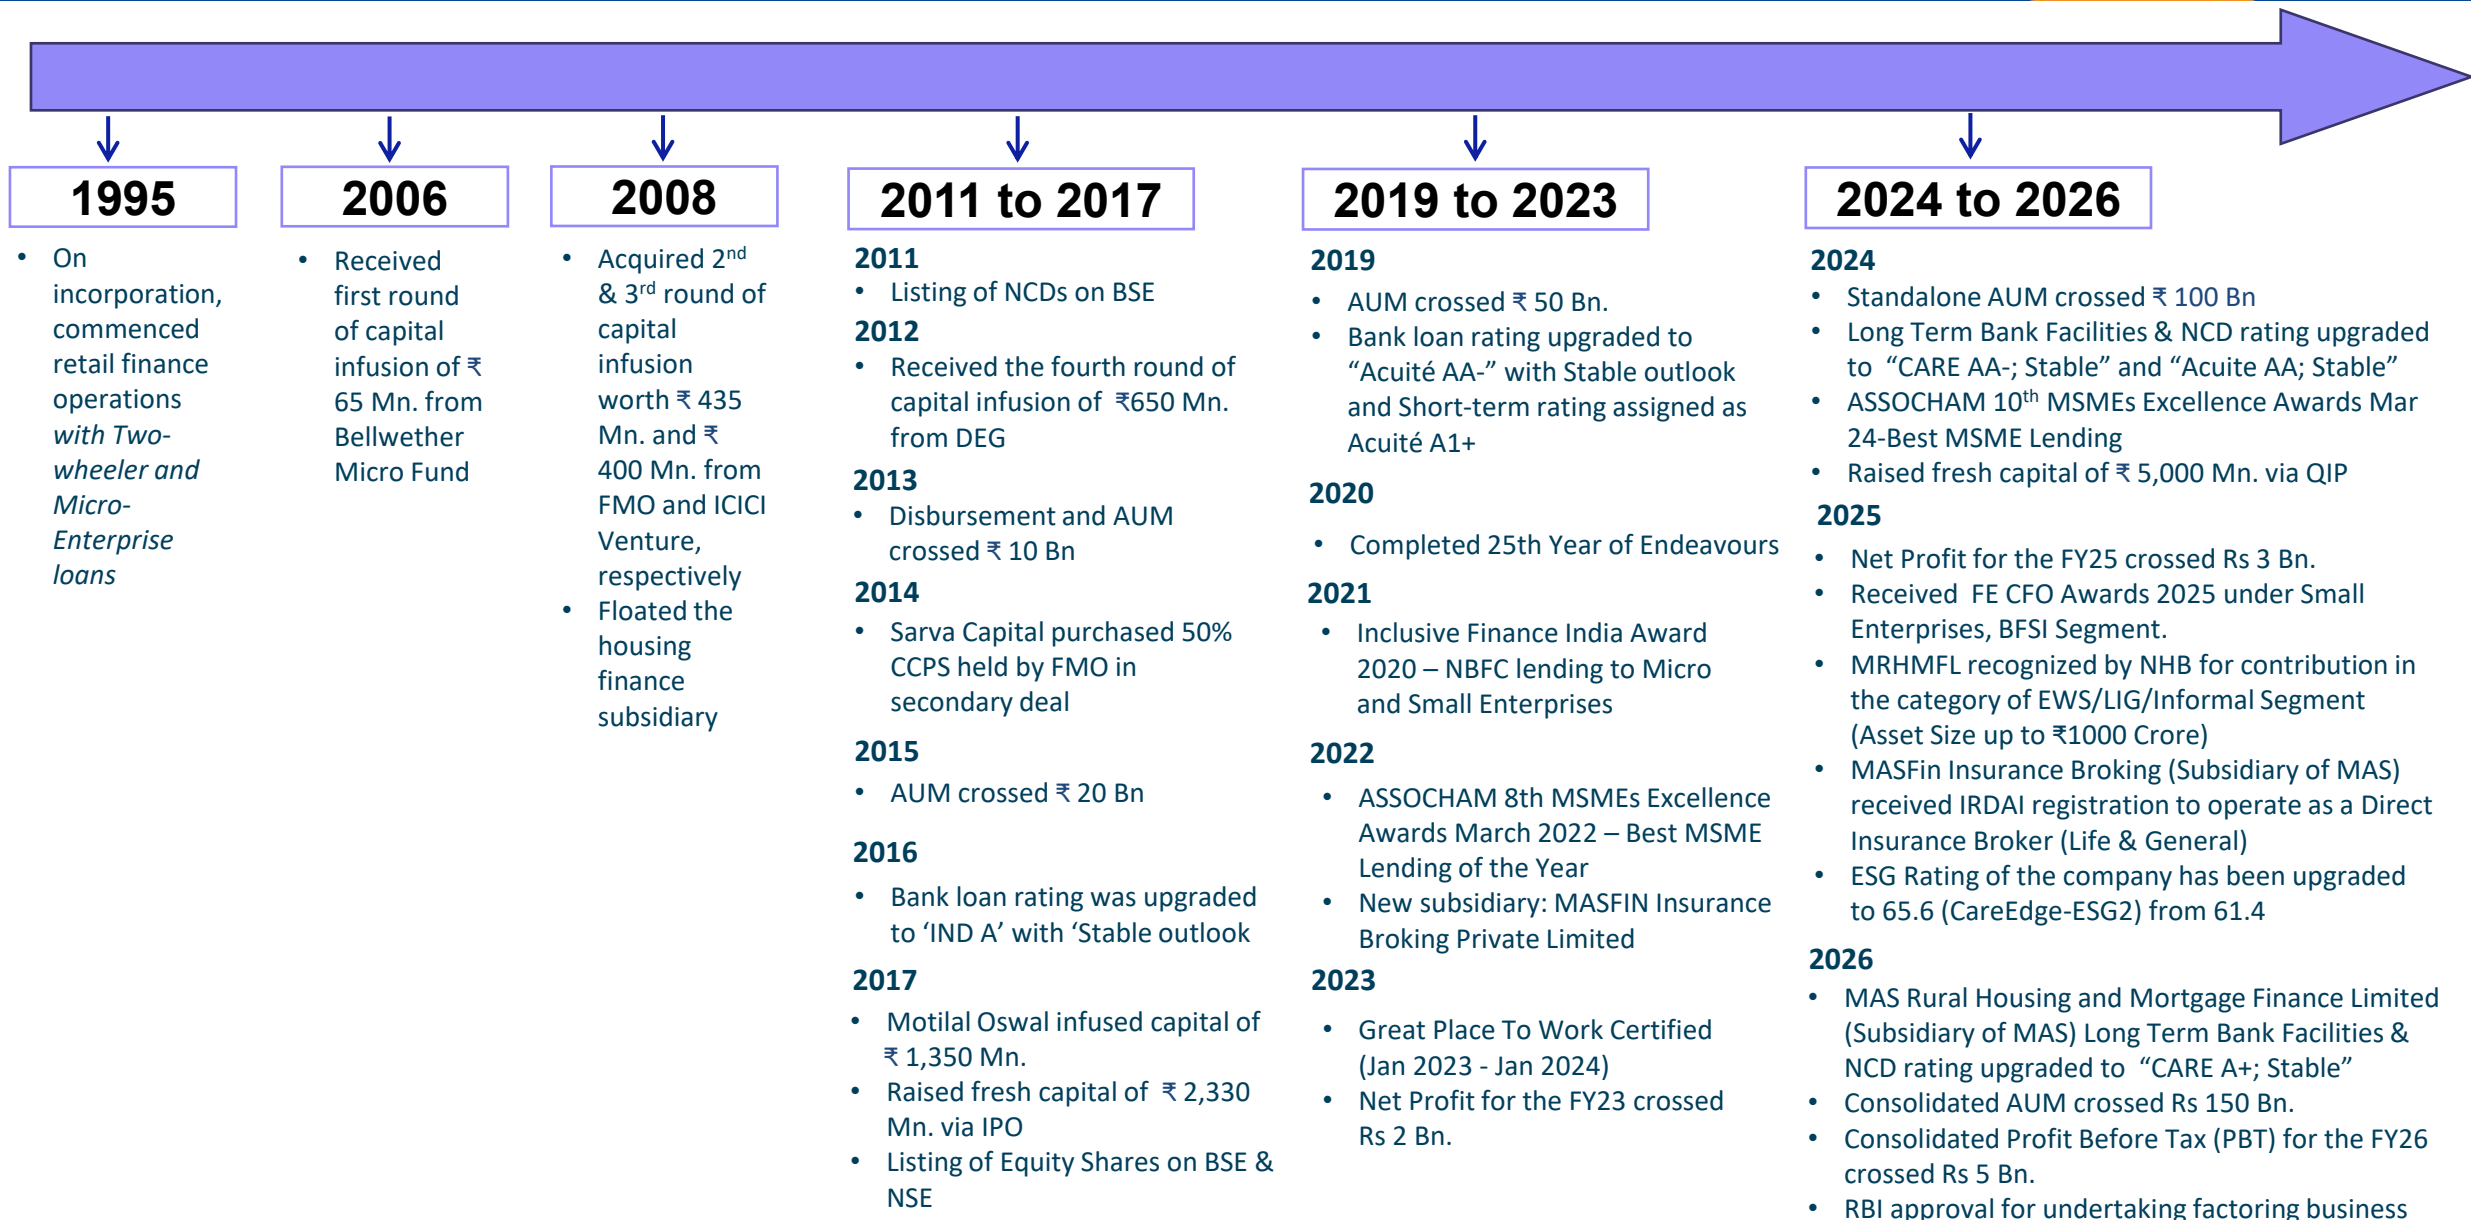 1995
• On
incorporation,
commenced
retail finance
operations
with Two-
wheeler and
Micro-
Enterprise
loans
2006
• Received
first round
of capital
infusion of ₹
65 Mn. from
Bellwether
Micro Fund
2008
• Acquired 2nd
& 3rd round of
capital
infusion
worth ₹ 435
Mn. and ₹
400 Mn. from
FMO and ICICI
Venture,
respectively
• Floated the
housing
finance
subsidiary
2011 to 2017
2011
• Listing of NCDs on BSE
2012
• Received the fourth round of
capital infusion of ₹650 Mn.
from DEG
2013
• Disbursement and AUM
crossed ₹ 10 Bn
2014
• Sarva Capital purchased 50%
CCPS held by FMO in
secondary deal
2015
• AUM crossed ₹ 20 Bn
2016
• Bank loan rating was upgraded
to ‘IND A’ with ‘Stable outlook
2017
• Motilal Oswal infused capital of
₹ 1,350 Mn.
• Raised fresh capital of ₹ 2,330
Mn. via IPO
• Listing of Equity Shares on BSE &
NSE
2019 to 2023
2019
• AUM crossed ₹ 50 Bn.
• Bank loan rating upgraded to
“Acuité AA-” with Stable outlook
and Short-term rating assigned as
Acuité A1+
2020
• Completed 25th Year of Endeavours
2021
• Inclusive Finance India Award
2020 – NBFC lending to Micro
and Small Enterprises
2022
• ASSOCHAM 8th MSMEs Excellence
Awards March 2022 – Best MSME
Lending of the Year
• New subsidiary: MASFIN Insurance
Broking Private Limited
2023
• Great Place To Work Certified
(Jan 2023 - Jan 2024)
• Net Profit for the FY23 crossed
Rs 2 Bn.
2024 to 2026
2024
• Standalone AUM crossed ₹ 100 Bn
• Long Term Bank Facilities & NCD rating upgraded
to “CARE AA-; Stable” and “Acuite AA; Stable”
• ASSOCHAM 10th MSMEs Excellence Awards Mar
24-Best MSME Lending
• Raised fresh capital of ₹ 5,000 Mn. via QIP
2025
• Net Profit for the FY25 crossed Rs 3 Bn.
• Received FE CFO Awards 2025 under Small
Enterprises, BFSI Segment.
• MRHMFL recognized by NHB for contribution in
the category of EWS/LIG/Informal Segment
(Asset Size up to ₹1000 Crore)
• MASFin Insurance Broking (Subsidiary of MAS)
received IRDAI registration to operate as a Direct
Insurance Broker (Life & General)
• ESG Rating of the company has been upgraded
to 65.6 (CareEdge-ESG2) from 61.4
2026
• MAS Rural Housing and Mortgage Finance Limited
(Subsidiary of MAS) Long Term Bank Facilities &
NCD rating upgraded to “CARE A+; Stable”
• Consolidated AUM crossed Rs 150 Bn.
• Consolidated Profit Before Tax (PBT) for the FY26
crossed Rs 5 Bn.
• RBI approval for undertaking factoring business